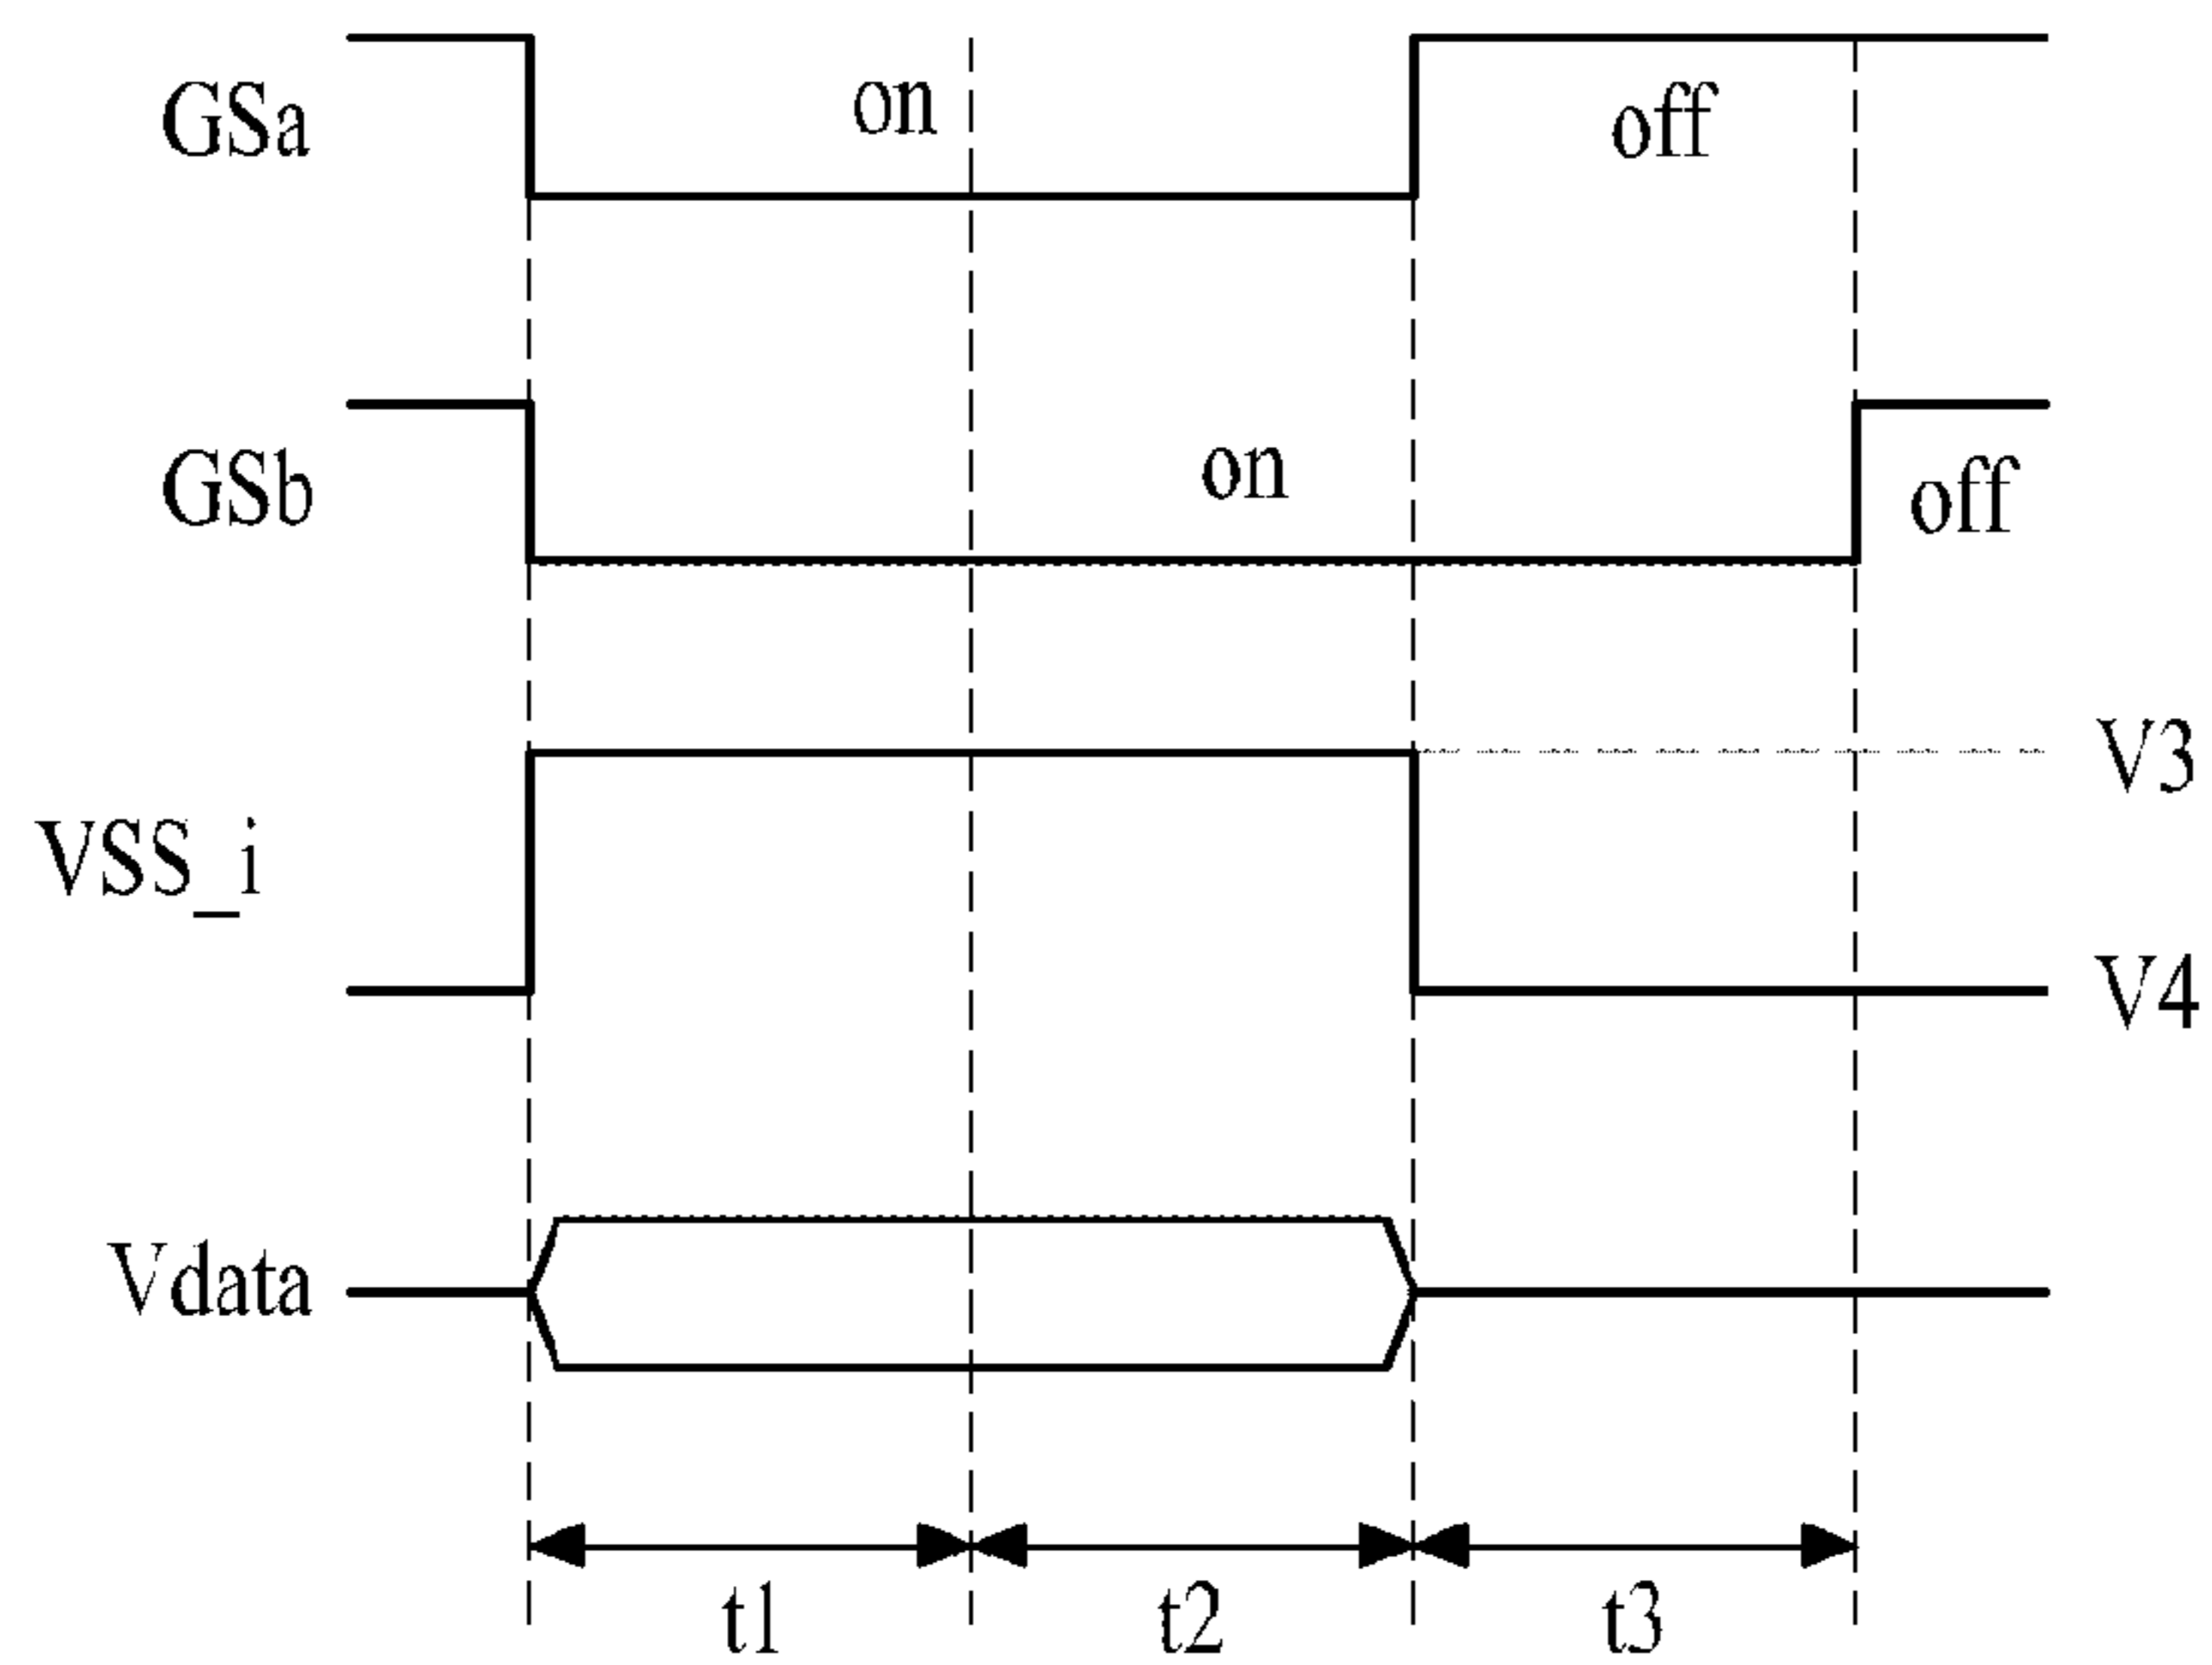 GSa
on
off
GSb
on
off
V3
VSS_i
V4
Vdata
t1
t2
t3